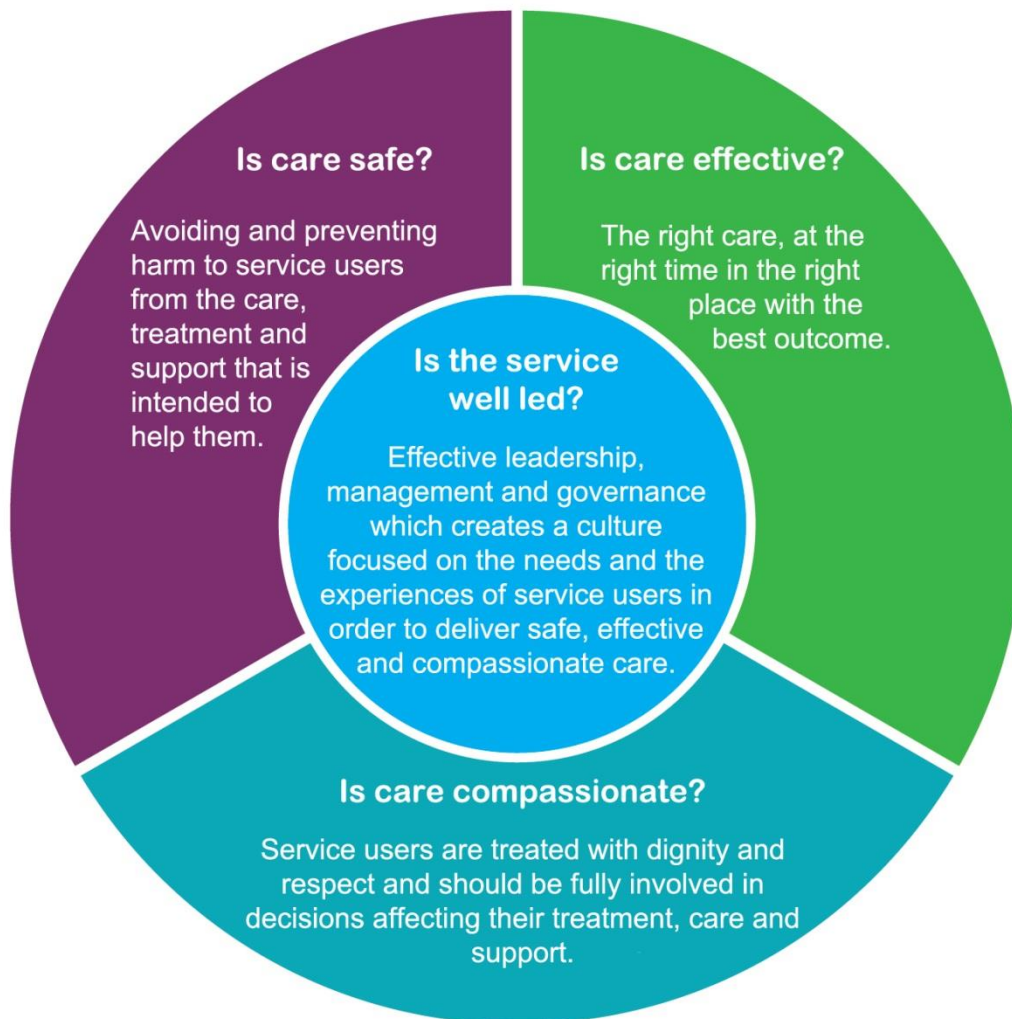 Is care safe?
Avoiding and preventing
harm to service users
from the care,
treatment and
support that is
intended to
help them.
Is care effective?
The right care, at the
right time in the right
place with the
best outcome.
Is the service
well led?
Effective leadership,
management and governance
which creates a culture
focused on the needs and the
experiences of service users in
order to deliver safe, effective
and compassionate care.
Is care compassionate?
Service users are treated with dignity and
respect and should be fully involved in
decisions affecting their treatment, care and
support.